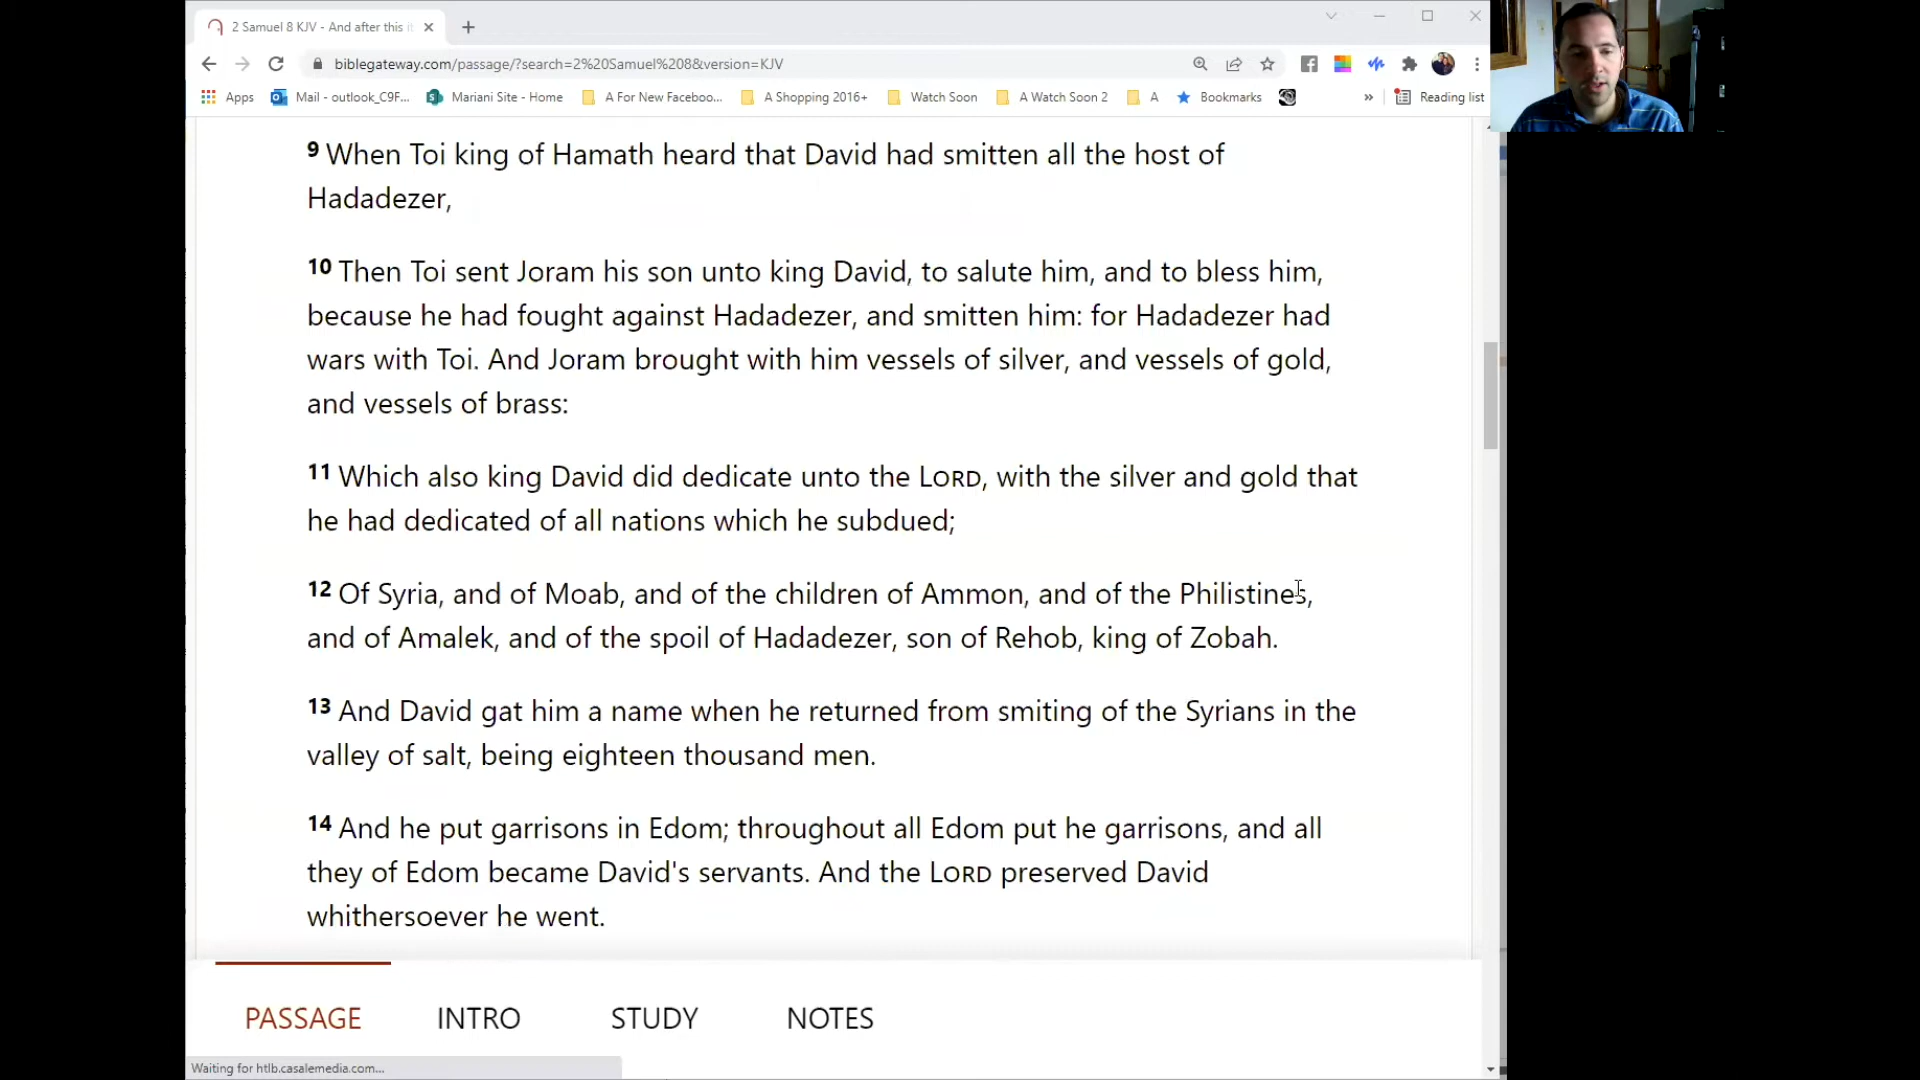 2 Samuel 8 KJV - And after this it
biblegateway.com/passage/?search=2%20Samuel%208&version=KJV
Apps Mail - outlook_C9F... Mariani Site - Home A For New Faceboo... A Shopping 2016+ Watch Soon A Watch Soon 2 A Bookmarks » Reading list
9 When Toi king of Hamath heard that David had smitten all the host of
Hadadezer,
10 Then Toi sent Joram his son unto king David, to salute him, and to bless him,
because he had fought against Hadadezer, and smitten him: for Hadadezer had
wars with Toi. And Joram brought with him vessels of silver, and vessels of gold,
and vessels of brass:
11 Which also king David did dedicate unto the LORD, with the silver and gold that
he had dedicated of all nations which he subdued;
12 Of Syria, and of Moab, and of the children of Ammon, and of the Philistines,
and of Amalek, and of the spoil of Hadadezer, son of Rehob, king of Zobah.
13 And David gat him a name when he returned from smiting of the Syrians in the
valley of salt, being eighteen thousand men.
14 And he put garrisons in Edom; throughout all Edom put he garrisons, and all
they of Edom became David's servants. And the LORD preserved David
whithersoever he went.
PASSAGE INTRO STUDY NOTES
Waiting for htlb.casalemedia.com...